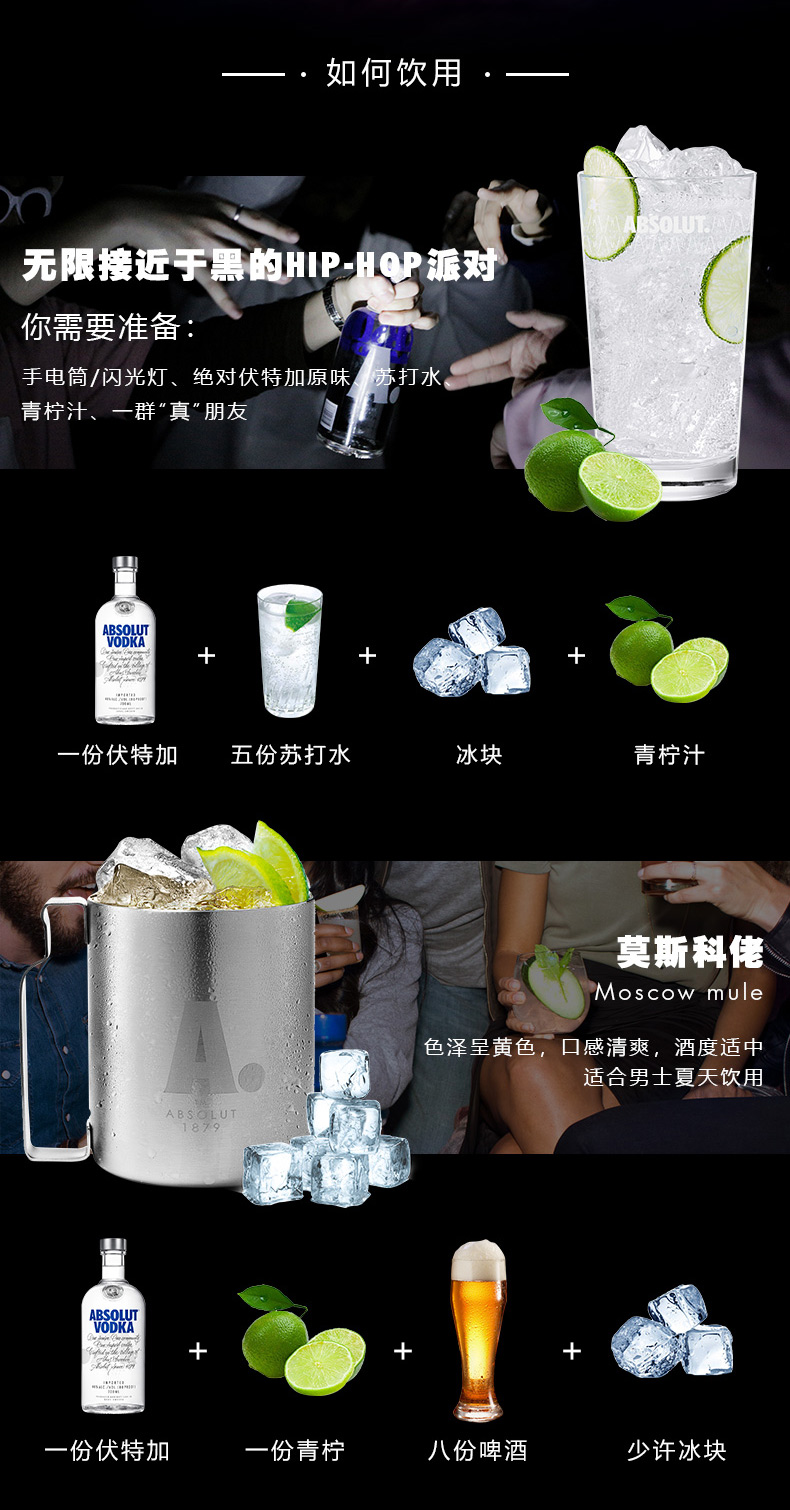 · 如何饮用 ·
ABSOLUT.
无限接近于黑的HIP-HOP派对
你需要准备：
手电筒/闪光灯、绝对伏特加原味、苏打水、
青柠汁、一群“真”朋友
ABSOLUT
VODKA
IMPORTED
+
+
+
一份伏特加
五份苏打水
冰块
青柠汁
莫斯科佬
Moscow mule
色泽呈黄色，口感清爽，酒度适中
适合男士夏天饮用
A.
ABSOLUT
1879
ABSOLUT
VODKA
IMPORTED
+
+
+
一份伏特加
一份青柠
八份啤酒
少许冰块